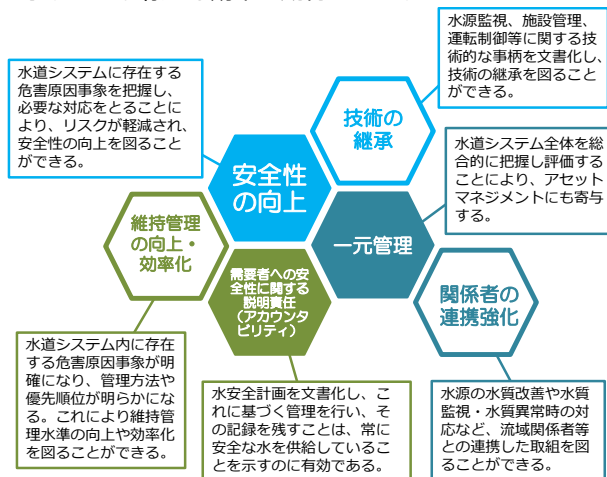 水源監視、施設管理、
運転制御等に関する技
術的な事柄を文書化し、
技術の継承を図ること
ができる。
水道システムに存在する
危害原因事象を把握し、
必要な対応をとることに
より、リスクが軽減され、
安全性の向上を図ること
ができる。
技術の
継承
水道システム全体を総
合的に把握し評価する
ことにより、アセット
マネジメントにも寄与
する。
安全性
の向上
維持管理
の向上・
効率化
一元管理
需要者への安
全性に関する
説明責任
（アカウンタ
ビリティ）
関係者の
連携強化
水道システム内に存在
する危害原因事象が明
確になり、管理方法や
優先順位が明らかにな
る。これにより維持管
理水準の向上や効率化
を図ることができる。
水安全計画を文書化し、こ
れに基づく管理を行い、そ
の記録を残すことは、常に
安全な水を供給しているこ
とを示すのに有効である。
水源の水質改善や水質
監視・水質異常時の対
応など、流域関係者等
との連携した取組を図
ることができる。